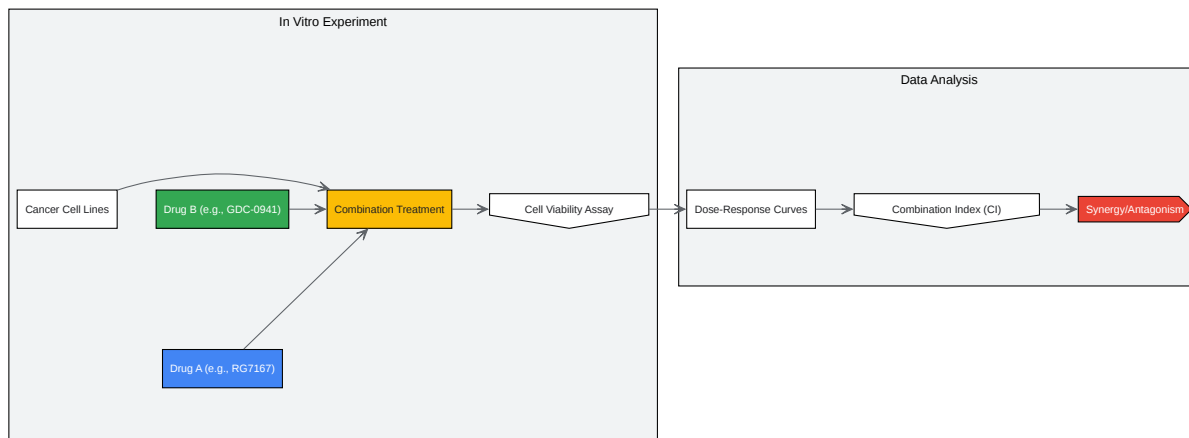 In Vitro Experiment
Data Analysis
Cancer Cell Lines
Drug B (e.g., GDC-0941)
Combination Treatment
Cell Viability Assay
Dose-Response Curves
Combination Index (CI)
Synergy/Antagonism
Drug A (e.g., RG7167)